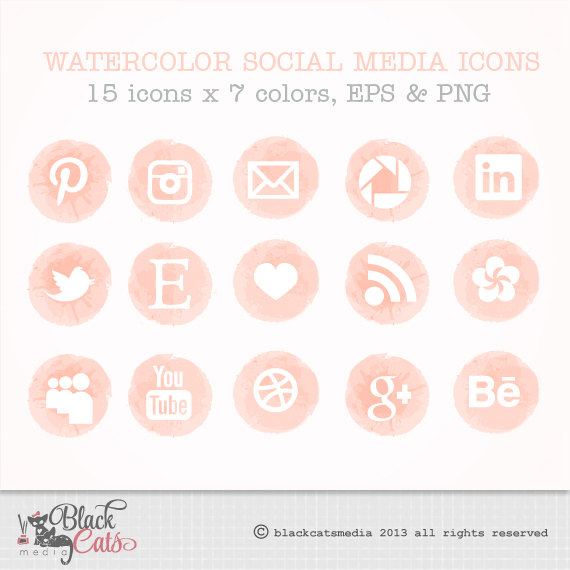 WATERCOLOR SOCIAL MEDIA ICONS
15 icons x 7 colors, EPS & PNG
in
E
You
Tube
g+
Bē
Black
Cats
media
© blackcatsmedia 2013 all rights reserved